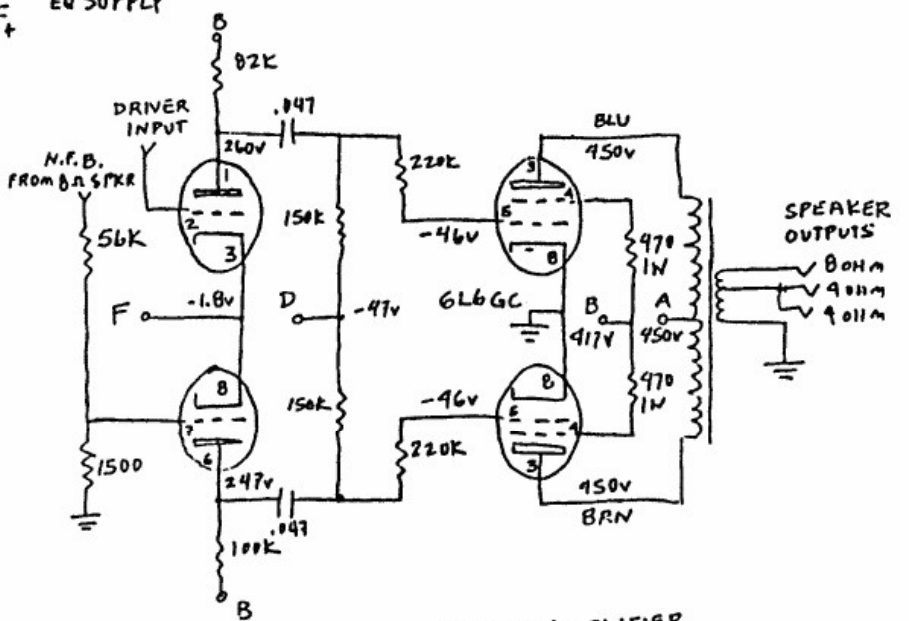 EQ SUPPLY
+
B
82K
.047
DRIVER
INPUT
260v
N.F.B.
FROM 8Ω SPKR
56K
1
2
3
150K
220K
-46v
BLU
450v
3
4
5
8
470
1W
SPEAKER
OUTPUTS
8 OHM
4 OHM
4 OHM
F
-1.8v
D
-47v
6L6GC
B
417V
A
450v
8
7
6
1500
150K
-46v
220K
8
5
4
3
470
1W
247v
.047
100K
450v
BRN
B